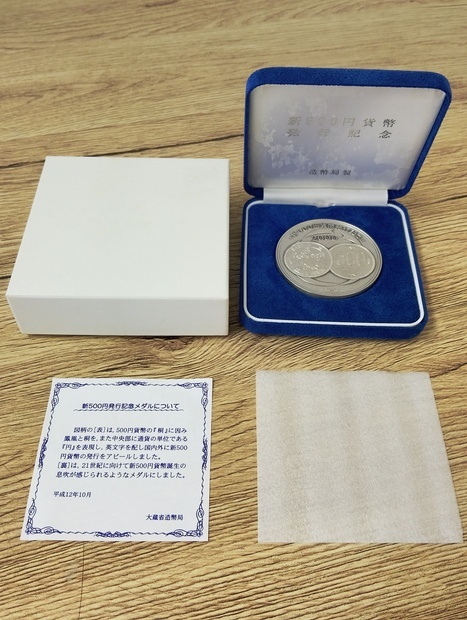 新500円貨幣
発行記念
造幣局製
新500円発行記念メダルについて
図柄の[表]は、500円貨幣の『桐』に因み
鳳凰と桐を、また中央部に通貨の単位である
『円』を表現し、英文字を配し国内外に新500
円貨幣の発行をアピールしました。
[裏]は、21世紀に向けて新500円貨幣誕生の
息吹が感じられるようなメダルにしました。
平成12年10月
大蔵省造幣局